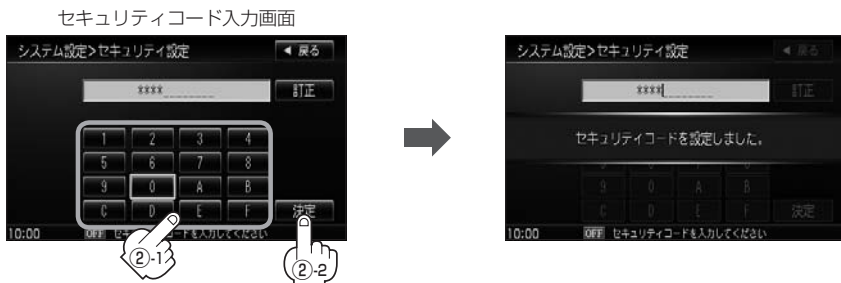 セキュリティコード入力画面
システム設定>セキュリティ設定
◀ 戻る
****________
訂正
1 2 3 4
5 6 7 8
9 0 A B
C D E F
決定
10:00
OFF セキュ ードを入力してください
②-1
②-2
システム設定>セキュリティ設定
◀ 戻る
****________
訂正
セキュリティコードを設定しました。
9 0 A B
C D E F
決定
10:00
OFF セキュリティコードを入力してください